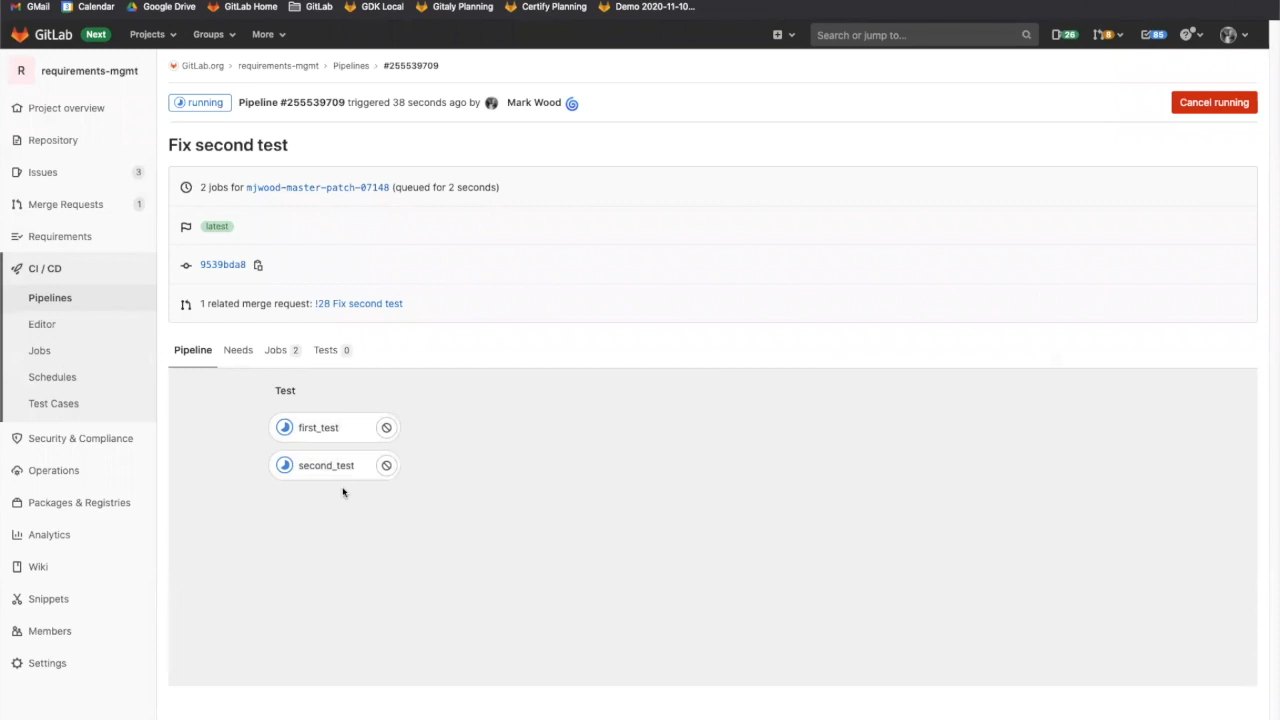 GMail Calendar Google Drive GitLab Home GitLab GDK Local Gitaly Planning Certify Planning Demo 2020-11-10...
GitLab Next Projects Groups More Search or jump to... 26 8 85
R requirements-mgmt
GitLab.org › requirements-mgmt › Pipelines › #255539709
running Pipeline #255539709 triggered 38 seconds ago by Mark Wood Cancel running
Fix second test
2 jobs for mjwood-master-patch-07148 (queued for 2 seconds)
latest
9539bda8
1 related merge request: !28 Fix second test
Pipeline Needs Jobs 2 Tests 0
Test
first_test
second_test
Project overview
Repository
Issues 3
Merge Requests 1
Requirements
CI / CD
Pipelines
Editor
Jobs
Schedules
Test Cases
Security & Compliance
Operations
Packages & Registries
Analytics
Wiki
Snippets
Members
Settings